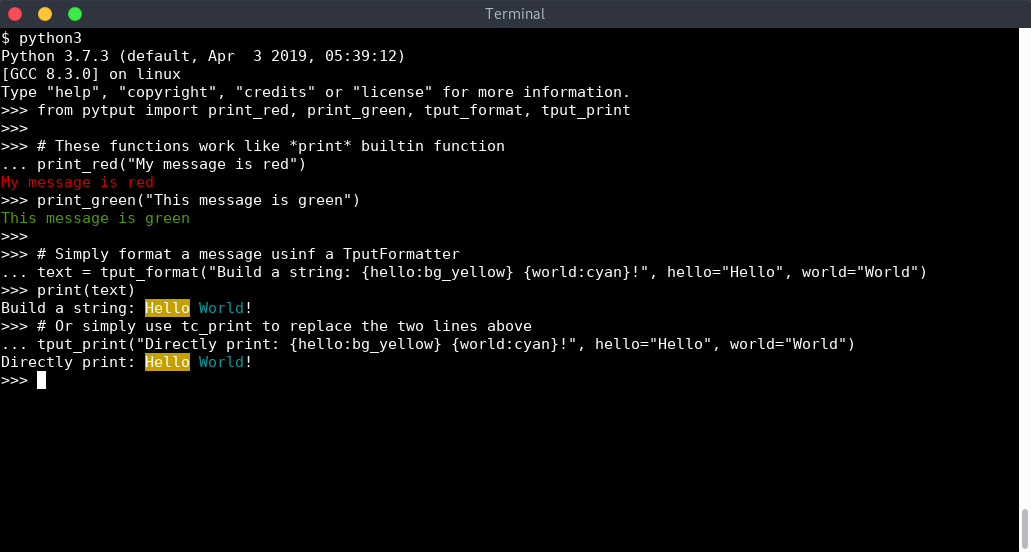 Terminal
$ python3
Python 3.7.3 (default, Apr  3 2019, 05:39:12)
[GCC 8.3.0] on linux
Type "help", "copyright", "credits" or "license" for more information.
>>> from pytput import print_red, print_green, tput_format, tput_print
>>>
>>> # These functions work like *print* builtin function
... print_red("My message is red")
My message is red
>>> print_green("This message is green")
This message is green
>>>
>>> # Simply format a message usinf a TputFormatter
... text = tput_format("Build a string: {hello:bg_yellow} {world:cyan}!", hello="Hello", world="World")
>>> print(text)
Build a string: Hello World!
>>> # Or simply use tc_print to replace the two lines above
... tput_print("Directly print: {hello:bg_yellow} {world:cyan}!", hello="Hello", world="World")
Directly print: Hello World!
>>>